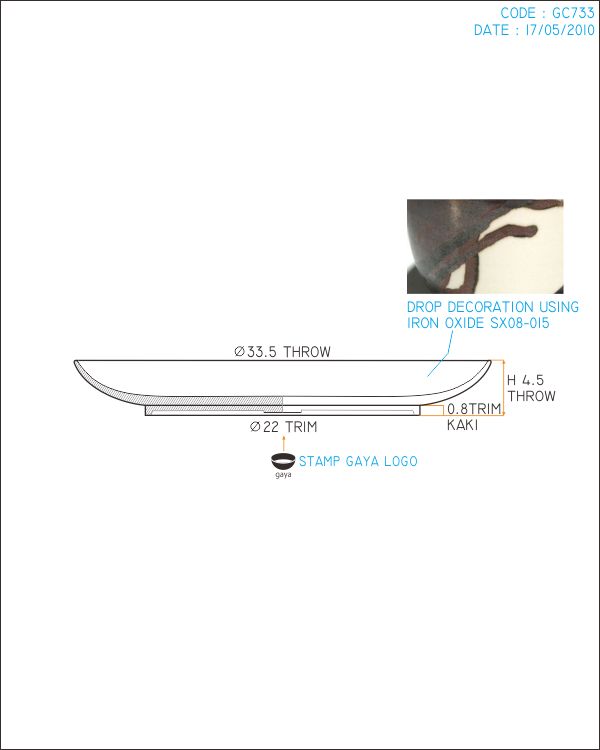 CODE : GC733
DATE : 17/05/2010
DROP DECORATION USING
IRON OXIDE SX08-015
Ø33.5 THROW
H 4.5
THROW
0.8TRIM
KAKI
Ø22 TRIM
STAMP GAYA LOGO
gaya